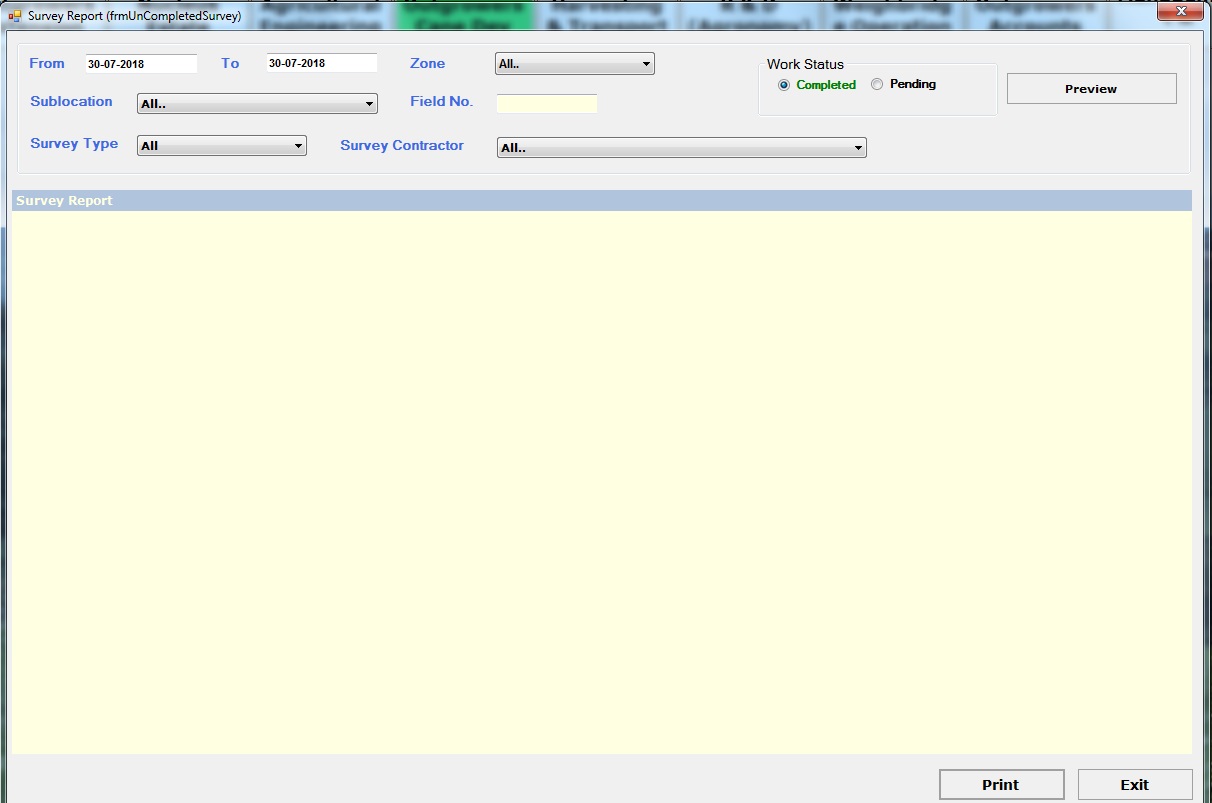 Survey Report (frmUnCompletedSurvey)
From 30-07-2018 To 30-07-2018 Zone All..
Work Status
Completed Pending
Preview
Sublocation All.. Field No.
Survey Type All Survey Contractor All..
Survey Report
Print Exit